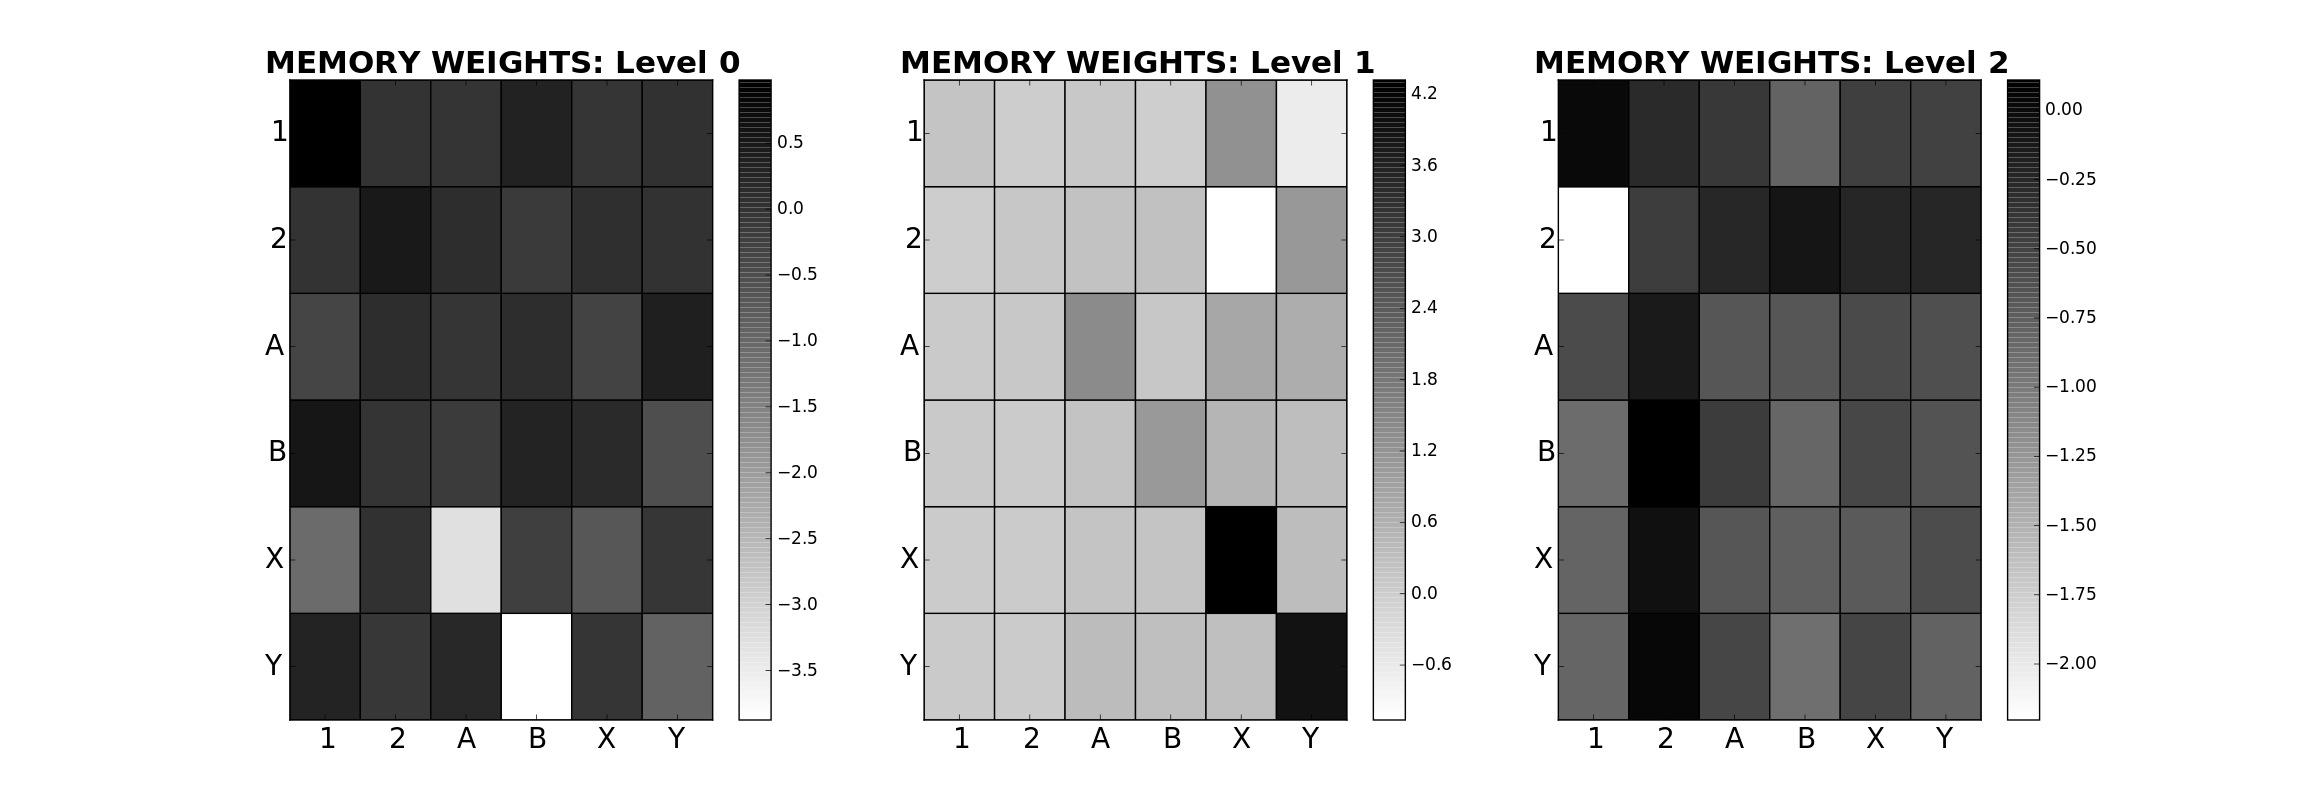 MEMORY WEIGHTS: Level 0
1
2
A
B
X
Y
1 2 A B X Y
0.5
0.0
−0.5
−1.0
−1.5
−2.0
−2.5
−3.0
−3.5
MEMORY WEIGHTS: Level 1
1
2
A
B
X
Y
1 2 A B X Y
4.2
3.6
3.0
2.4
1.8
1.2
0.6
0.0
−0.6
MEMORY WEIGHTS: Level 2
1
2
A
B
X
Y
1 2 A B X Y
0.00
−0.25
−0.50
−0.75
−1.00
−1.25
−1.50
−1.75
−2.00